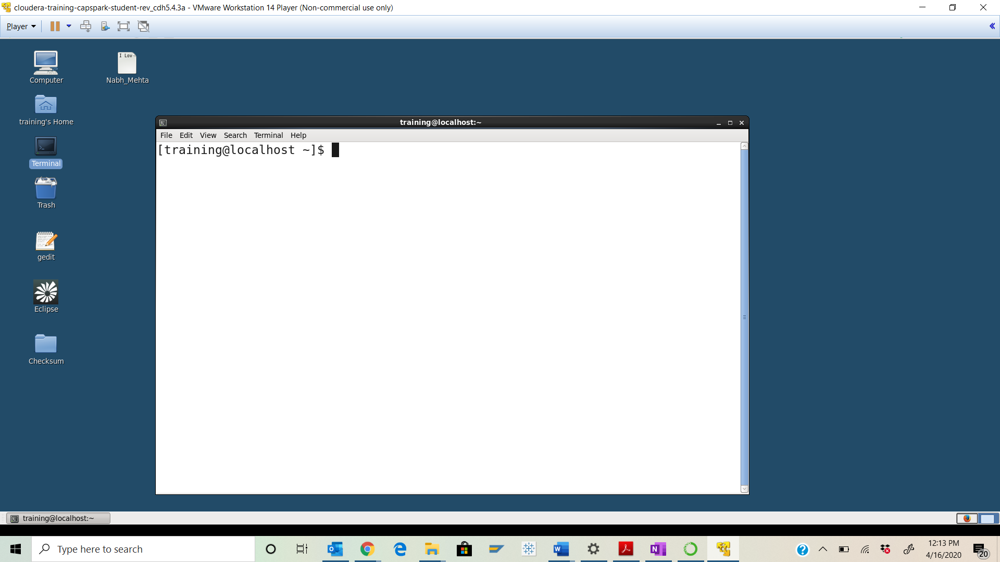 cloudera-training-capspark-student-rev_cdh5.4.3a - VMware Workstation 14 Player (Non-commercial use only)
Player
Computer
I Lov
Nabh_Mehta
training's Home
Terminal
Trash
gedit
Eclipse
Checksum
training@localhost:~
File Edit View Search Terminal Help
[training@localhost ~]$
training@localhost:~
Type here to search
12:13 PM
4/16/2020
20